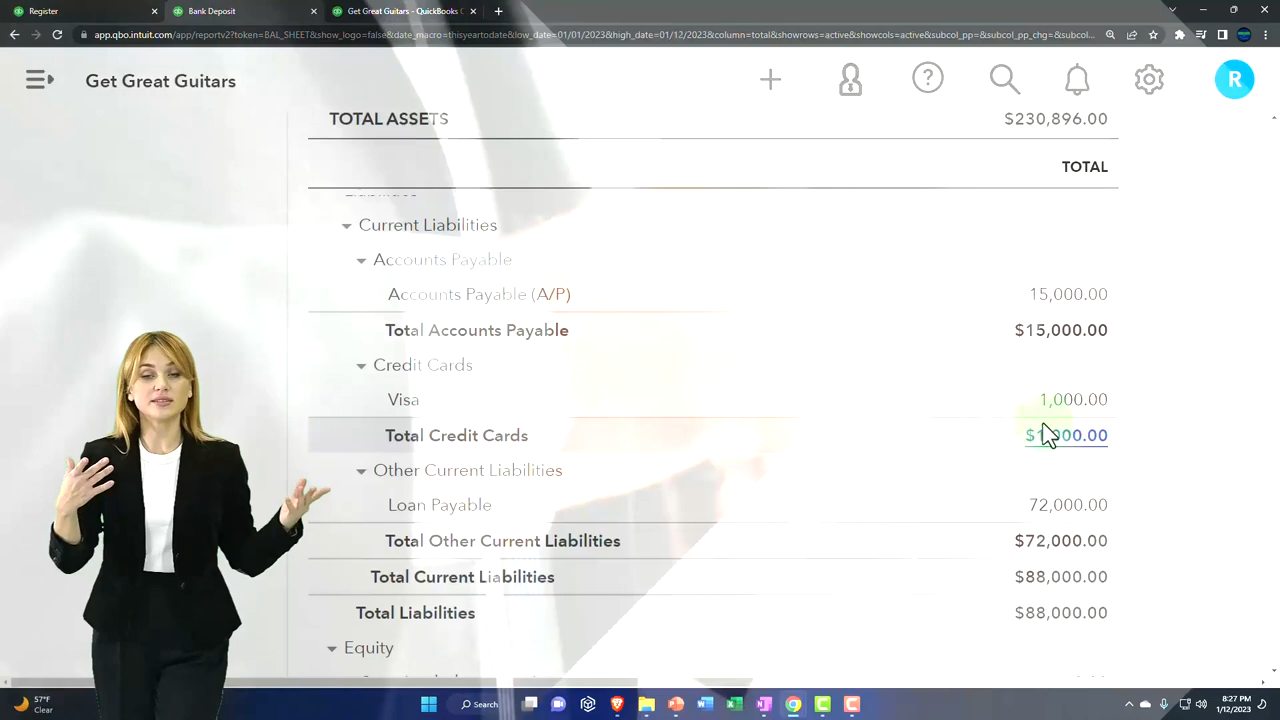 Register
Bank Deposit
Get Great Guitars - QuickBooks
app.qbo.intuit.com/app/reportv2?token=BAL_SHEET&show_logo=false&date_macro=thisyeartodate&low_date=01/01/2023&high_date=01/12/2023&column=total&showrows=active&showcols=active&subcol_pp=&subcol_pp_chg=&subcol...
Get Great Guitars
R
TOTAL ASSETS $230,896.00
TOTAL
Liabilities
Current Liabilities
Accounts Payable
Accounts Payable (A/P) 15,000.00
Total Accounts Payable $15,000.00
Credit Cards
Visa 1,000.00
Total Credit Cards $1,000.00
Other Current Liabilities
Loan Payable 72,000.00
Total Other Current Liabilities $72,000.00
Total Current Liabilities $88,000.00
Total Liabilities $88,000.00
Equity
57°F
Clear
Search
8:27 PM
1/12/2023